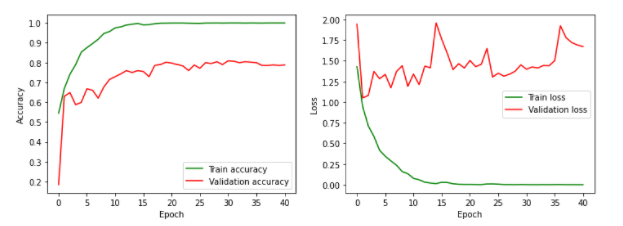 1.0
0.9
0.8
0.7
0.6
0.5
0.4
0.3
0.2
Accuracy
Train accuracy
Validation accuracy
0 5 10 15 20 25 30 35 40
Epoch
2.00
1.75
1.50
1.25
1.00
0.75
0.50
0.25
0.00
Loss
Train loss
Validation loss
0 5 10 15 20 25 30 35 40
Epoch